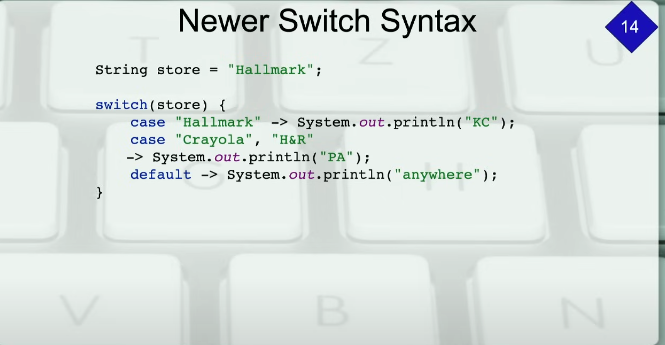 Newer Switch Syntax
14
String store = "Hallmark";
switch(store) {
case "Hallmark" -> System.out.println("KC");
case "Crayola", "H&R"
-> System.out.println("PA");
default -> System.out.println("anywhere");
}
T
Z
U
G
H
V
B
N